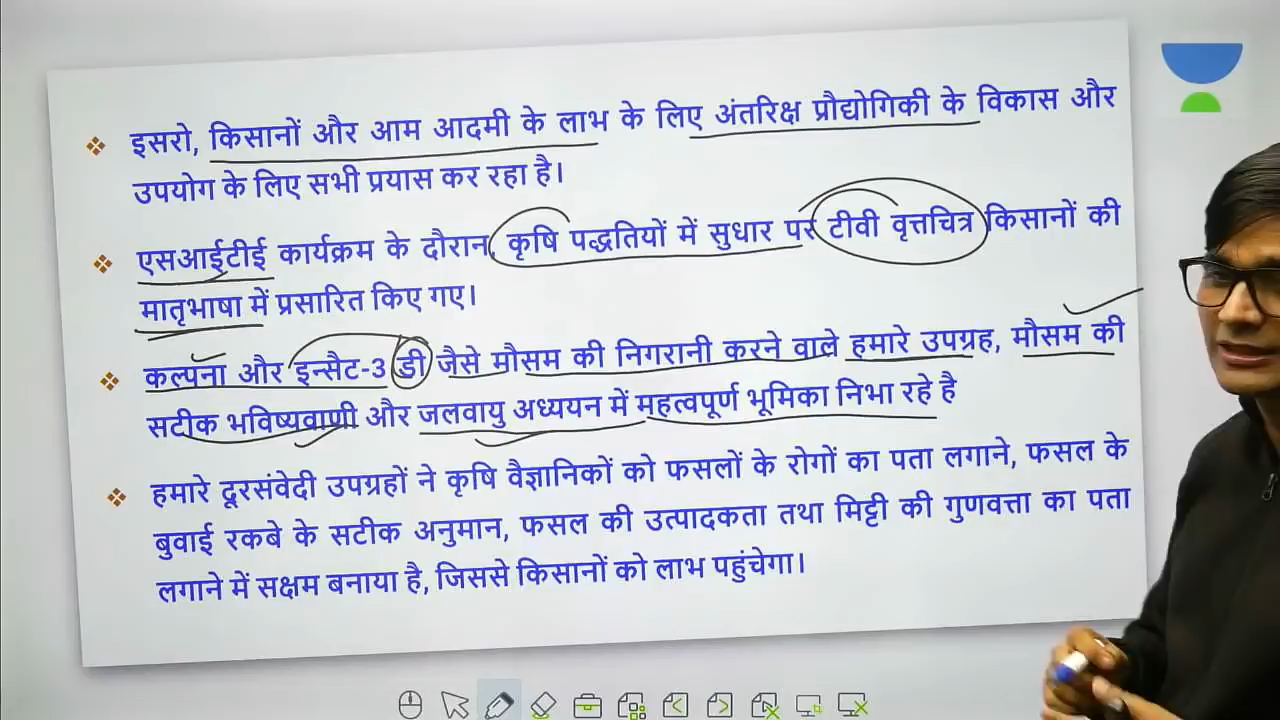 इसरो, किसानों और आम आदमी के लाभ के लिए अंतरिक्ष प्रौद्योगिकी के विकास और
उपयोग के लिए सभी प्रयास कर रहा है।
एसआईटीई कार्यक्रम के दौरान, कृषि पद्धतियों में सुधार पर टीवी वृत्तचित्र किसानों की
मातृभाषा में प्रसारित किए गए।
कल्पना और इन्सैट-3 डी जैसे मौसम की निगरानी करने वाले हमारे उपग्रह, मौसम की
सटीक भविष्यवाणी और जलवायु अध्ययन में महत्वपूर्ण भूमिका निभा रहे है
हमारे दूरसंवेदी उपग्रहों ने कृषि वैज्ञानिकों को फसलों के रोगों का पता लगाने, फसल के
बुवाई रकबे के सटीक अनुमान, फसल की उत्पादकता तथा मिट्टी की गुणवत्ता का पता
लगाने में सक्षम बनाया है, जिससे किसानों को लाभ पहुंचेगा।